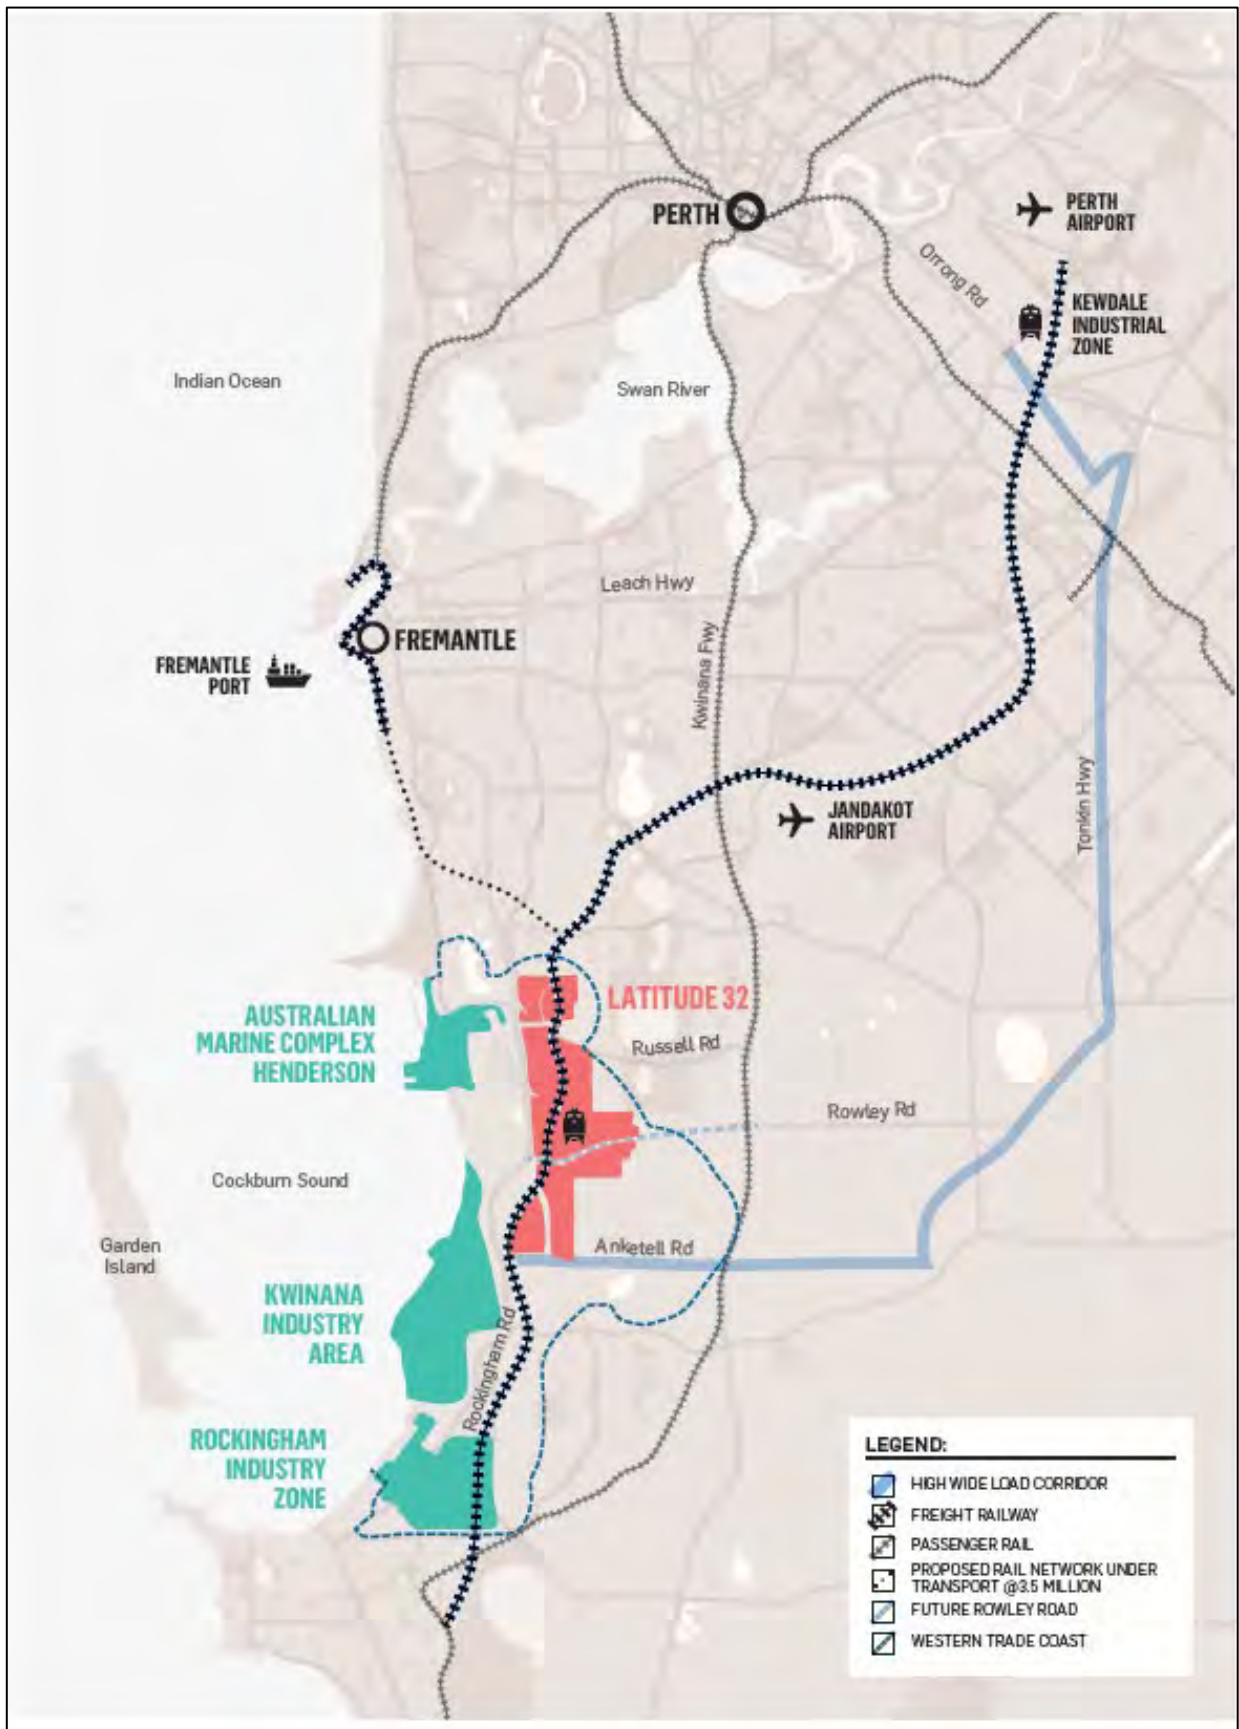 PERTH
PERTH
AIRPORT
Orrong Rd
KEWDALE
INDUSTRIAL
ZONE
Indian Ocean
Swan River
Leach Hwy
FREMANTLE
FREMANTLE
PORT
Kwinana Fwy
Tonkin Hwy
JANDAKOT
AIRPORT
LATITUDE 32
AUSTRALIAN
MARINE COMPLEX
HENDERSON
Russell Rd
Rowley Rd
Cockburn Sound
Garden
Island
Anketell Rd
KWINANA
INDUSTRY
AREA
Rockingham Rd
ROCKINGHAM
INDUSTRY
ZONE
LEGEND:
HIGH WIDE LOAD CORRIDOR
FREIGHT RAILWAY
PASSENGER RAIL
PROPOSED RAIL NETWORK UNDER
TRANSPORT @3.5 MILLION
FUTURE ROWLEY ROAD
WESTERN TRADE COAST